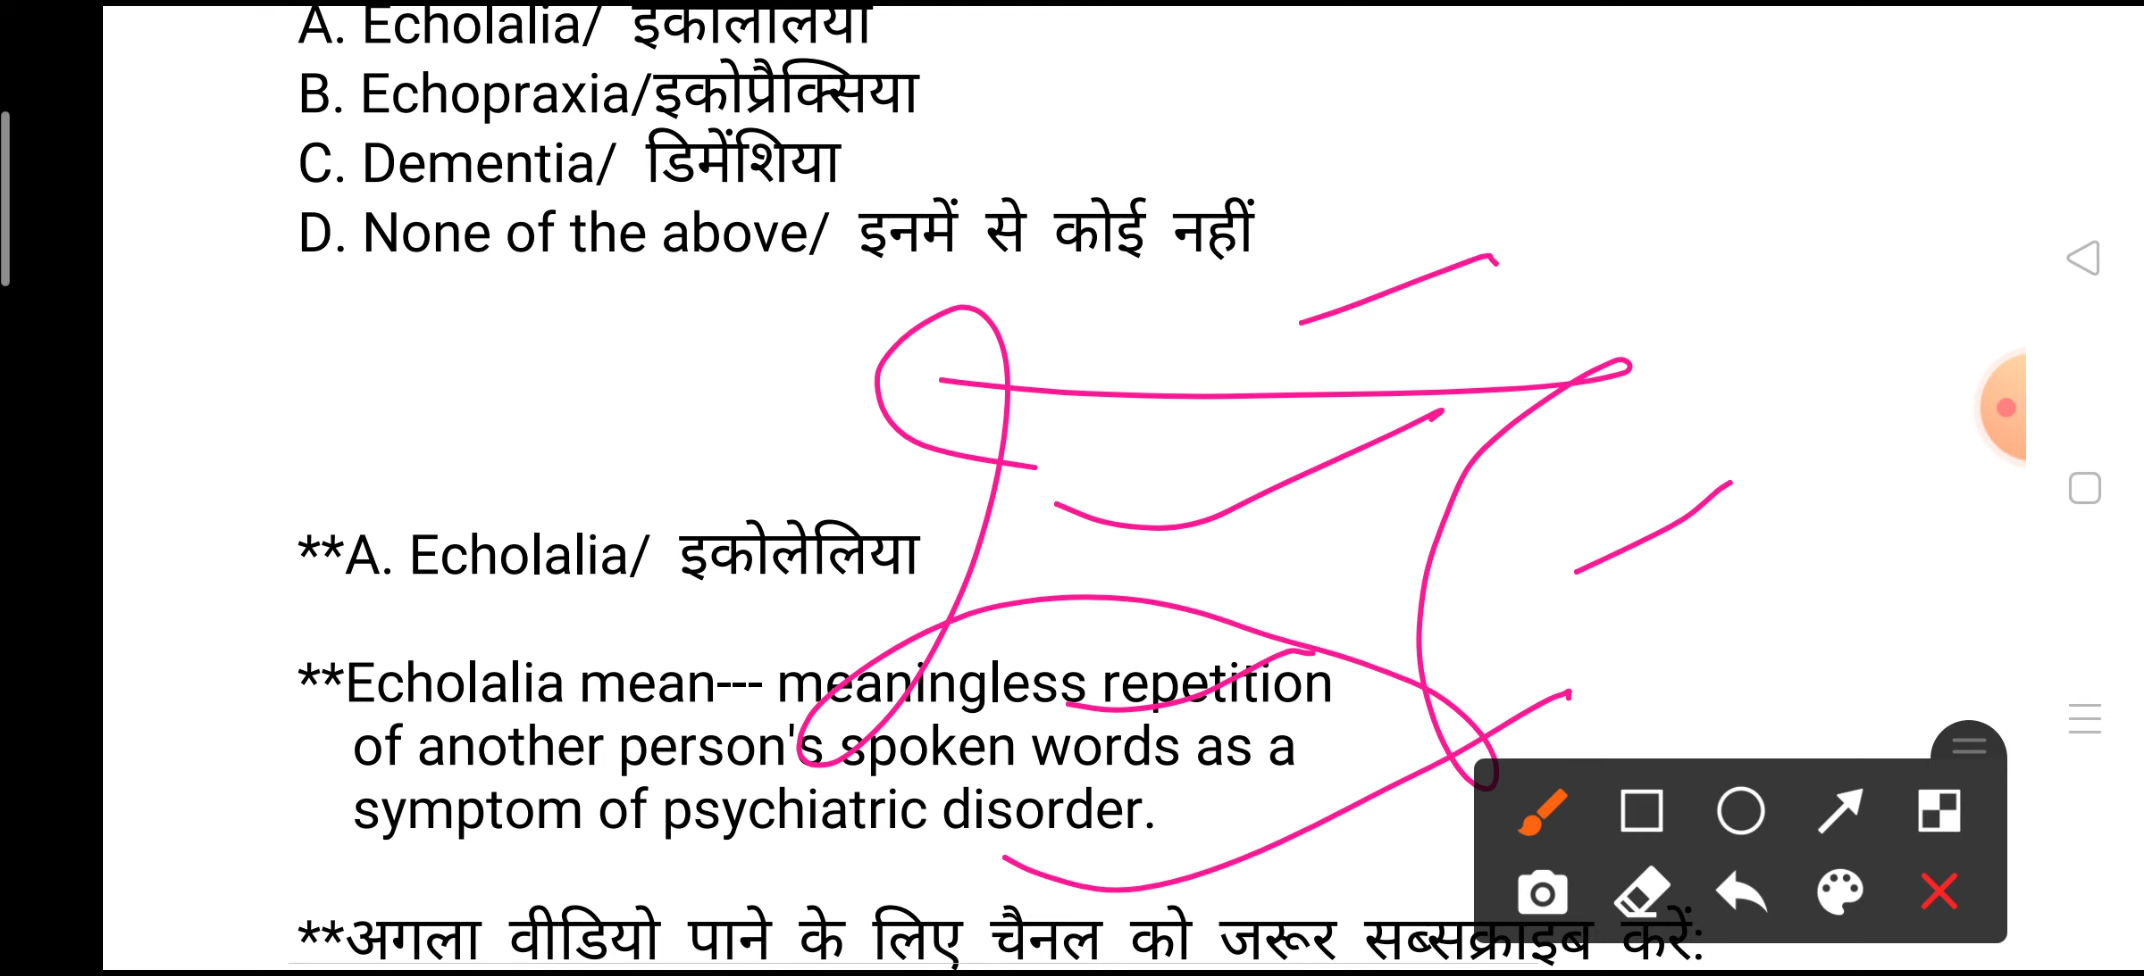 A. Echolalia/ इकोलेलिया
B. Echopraxia/इकोप्रैक्सिया
C. Dementia/ डिमेंशिया
D. None of the above/ इनमें से कोई नहीं
**A. Echolalia/ इकोलेलिया
**Echolalia mean--- meaningless repetition
of another person's spoken words as a
symptom of psychiatric disorder.
**अगला वीडियो पाने के लिए चैनल को जरूर सब्सक्राइब करें: